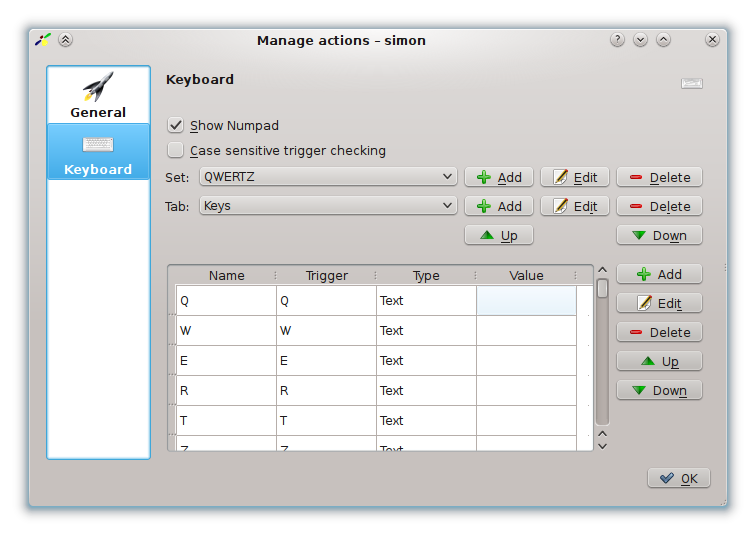 Manage actions – simon
General
Keyboard
Keyboard
Show Numpad
Case sensitive trigger checking
Set: QWERTZ Add Edit Delete
Tab: Keys Add Edit Delete
Up Down
Name Trigger Type Value
Q Q Text
W W Text
E E Text
R R Text
T T Text
Z Z Text
Add
Edit
Delete
Up
Down
OK